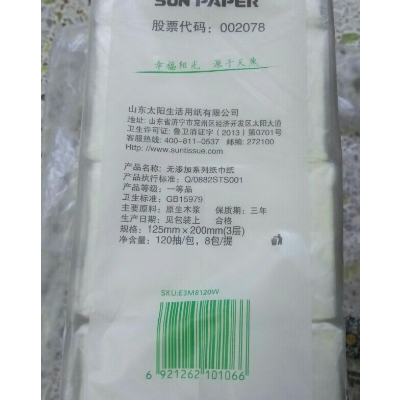 SUN PAPER
股票代码：002078
幸福阳光 源于天然
山东太阳生活用纸有限公司
地址：山东省济宁市兖州区经济开发区太阳大道
卫生许可证：鲁卫消证字（2013）第0701号
客服热线：400-811-0537 邮编：272100
Http://www.suntissue.com
产品名称：无添加系列纸巾纸
产品执行标准：Q/0882STS001
产品等级：一等品
卫生标准：GB15979
主要原料：原生木浆 保质期：三年
生产日期：见包装上 合格
规格：125mm×200mm(3层)
净含量：120抽/包，8包/提
SKU:E3M8120W
6 921262 101066